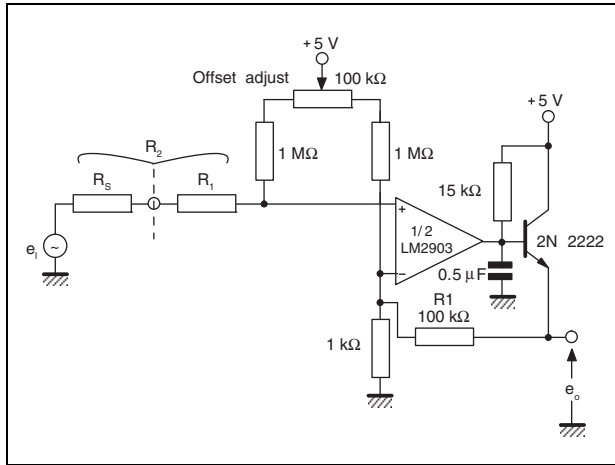 +5 V
Offset adjust 100 kΩ
+5 V
R2
1 MΩ
1 MΩ
RS
R1
15 kΩ
+
1/2
LM2903
2N 2222
eI
~
−
0.5 µF
R1
100 kΩ
1 kΩ
eo